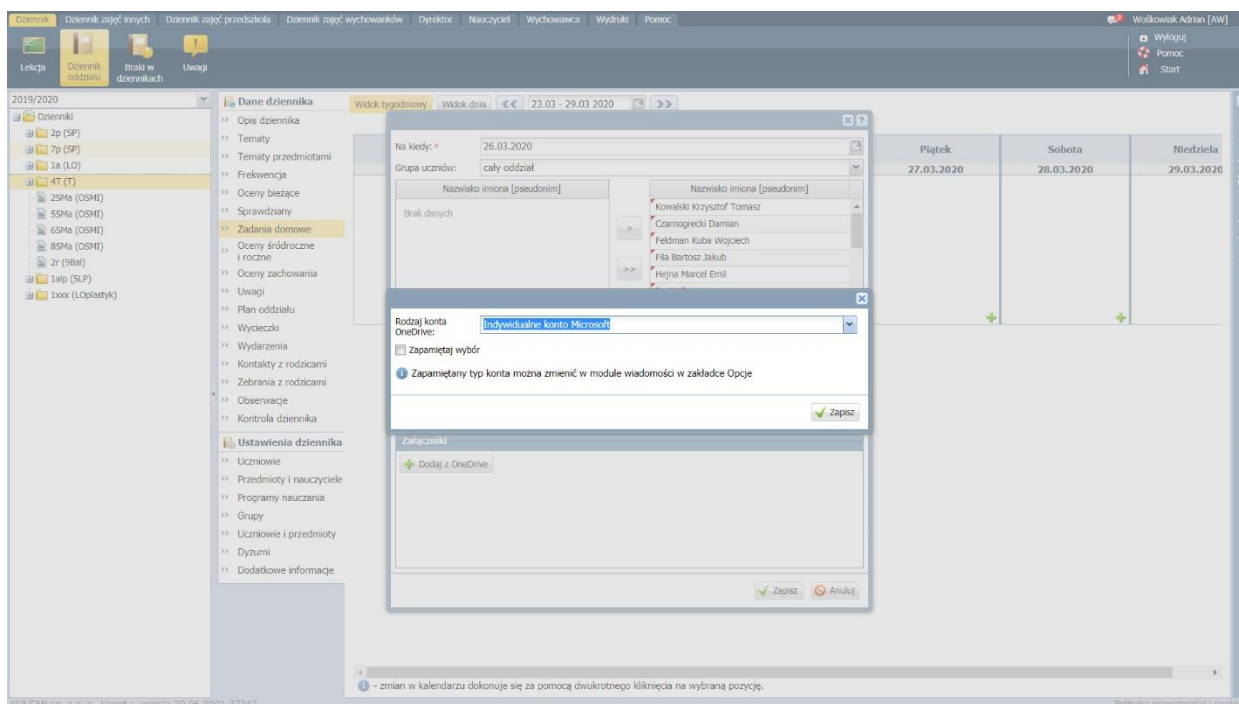 Dziennik Dziennik zajęć innych Dziennik zajęć przedszkola Dziennik zajęć wychowanków Dyrektor Nauczyciel Wychowawca Wydruki Pomoc Wośkowiak Adrian [AW]
Lekcja
Dziennik oddziału
Braki w dziennikach
Uwagi
Wyloguj
Pomoc
Start
2019/2020
Dzienniki
2p (SP)
7p (SP)
1a (LO)
4T (T)
2SMa (OSMI)
5SMa (OSMI)
6SMa (OSMI)
8SMa (OSMI)
2r (9Bal)
1alp (SLP)
1xxx (LOplastyk)
Dane dziennika
Opis dziennika
Tematy
Tematy przedmiotami
Frekwencja
Oceny bieżące
Sprawdziany
Zadania domowe
Oceny śródroczne
i roczne
Oceny zachowania
Uwagi
Plan oddziału
Wycieczki
Wydarzenia
Kontakty z rodzicami
Zebrania z rodzicami
Obserwacje
Kontrola dziennika
Ustawienia dziennika
Uczniowie
Przedmioty i nauczyciele
Programy nauczania
Grupy
Uczniowie i przedmioty
Dyżurni
Dodatkowe informacje
Widok tygodniowy Widok dnia << 23.03 - 29.03 2020 >>
Piątek Sobota Niedziela
27.03.2020 28.03.2020 29.03.2020
Na kiedy: * 26.03.2020
Grupa uczniów: cały oddział
Nazwisko imiona [pseudonim] Nazwisko imiona [pseudonim]
Brak danych
>
>>
Kowalski Krzysztof Tomasz
Czarnogrecki Damian
Feldman Kuba Wojciech
Fila Bartosz Jakub
Hejna Marcel Emil
Rodzaj konta
OneDrive: Indywidualne konto Microsoft
Zapamiętaj wybór
Zapamiętany typ konta można zmienić w module wiadomości w zakładce Opcje
Zapisz
Załączniki
Dodaj z OneDrive
Zapisz Anuluj
- zmian w kalendarzu dokonuje się za pomocą dwukrotnego kliknięcia na wybraną pozycję.